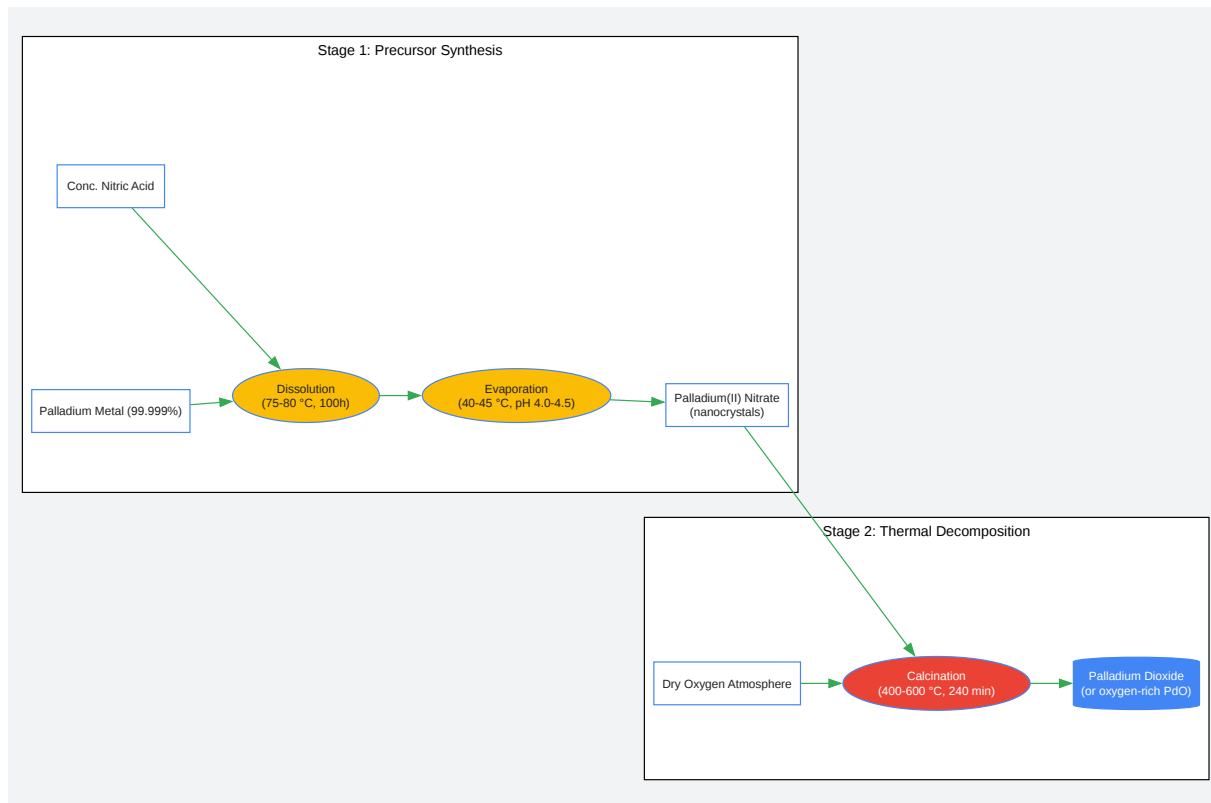 Stage 1: Precursor Synthesis
Conc. Nitric Acid
Palladium Metal (99.999%)
Dissolution
(75-80 °C, 100h)
Evaporation
(40-45 °C, pH 4.0-4.5)
Palladium(II) Nitrate
(nanocrystals)
Stage 2: Thermal Decomposition
Dry Oxygen Atmosphere
Calcination
(400-600 °C, 240 min)
Palladium Dioxide
(or oxygen-rich PdO)